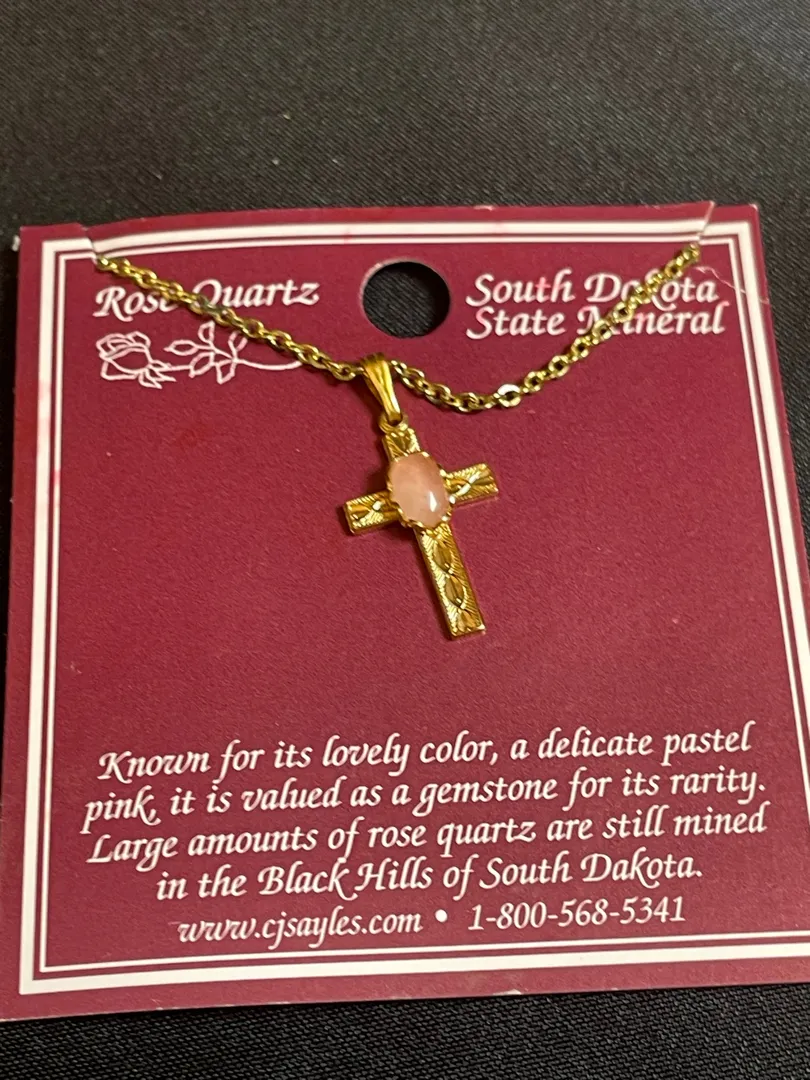 Rose Quartz
South Dakota
State Mineral
Known for its lovely color, a delicate pastel
pink, it is valued as a gemstone for its rarity.
Large amounts of rose quartz are still mined
in the Black Hills of South Dakota.
www.cjsayles.com • 1-800-568-5341